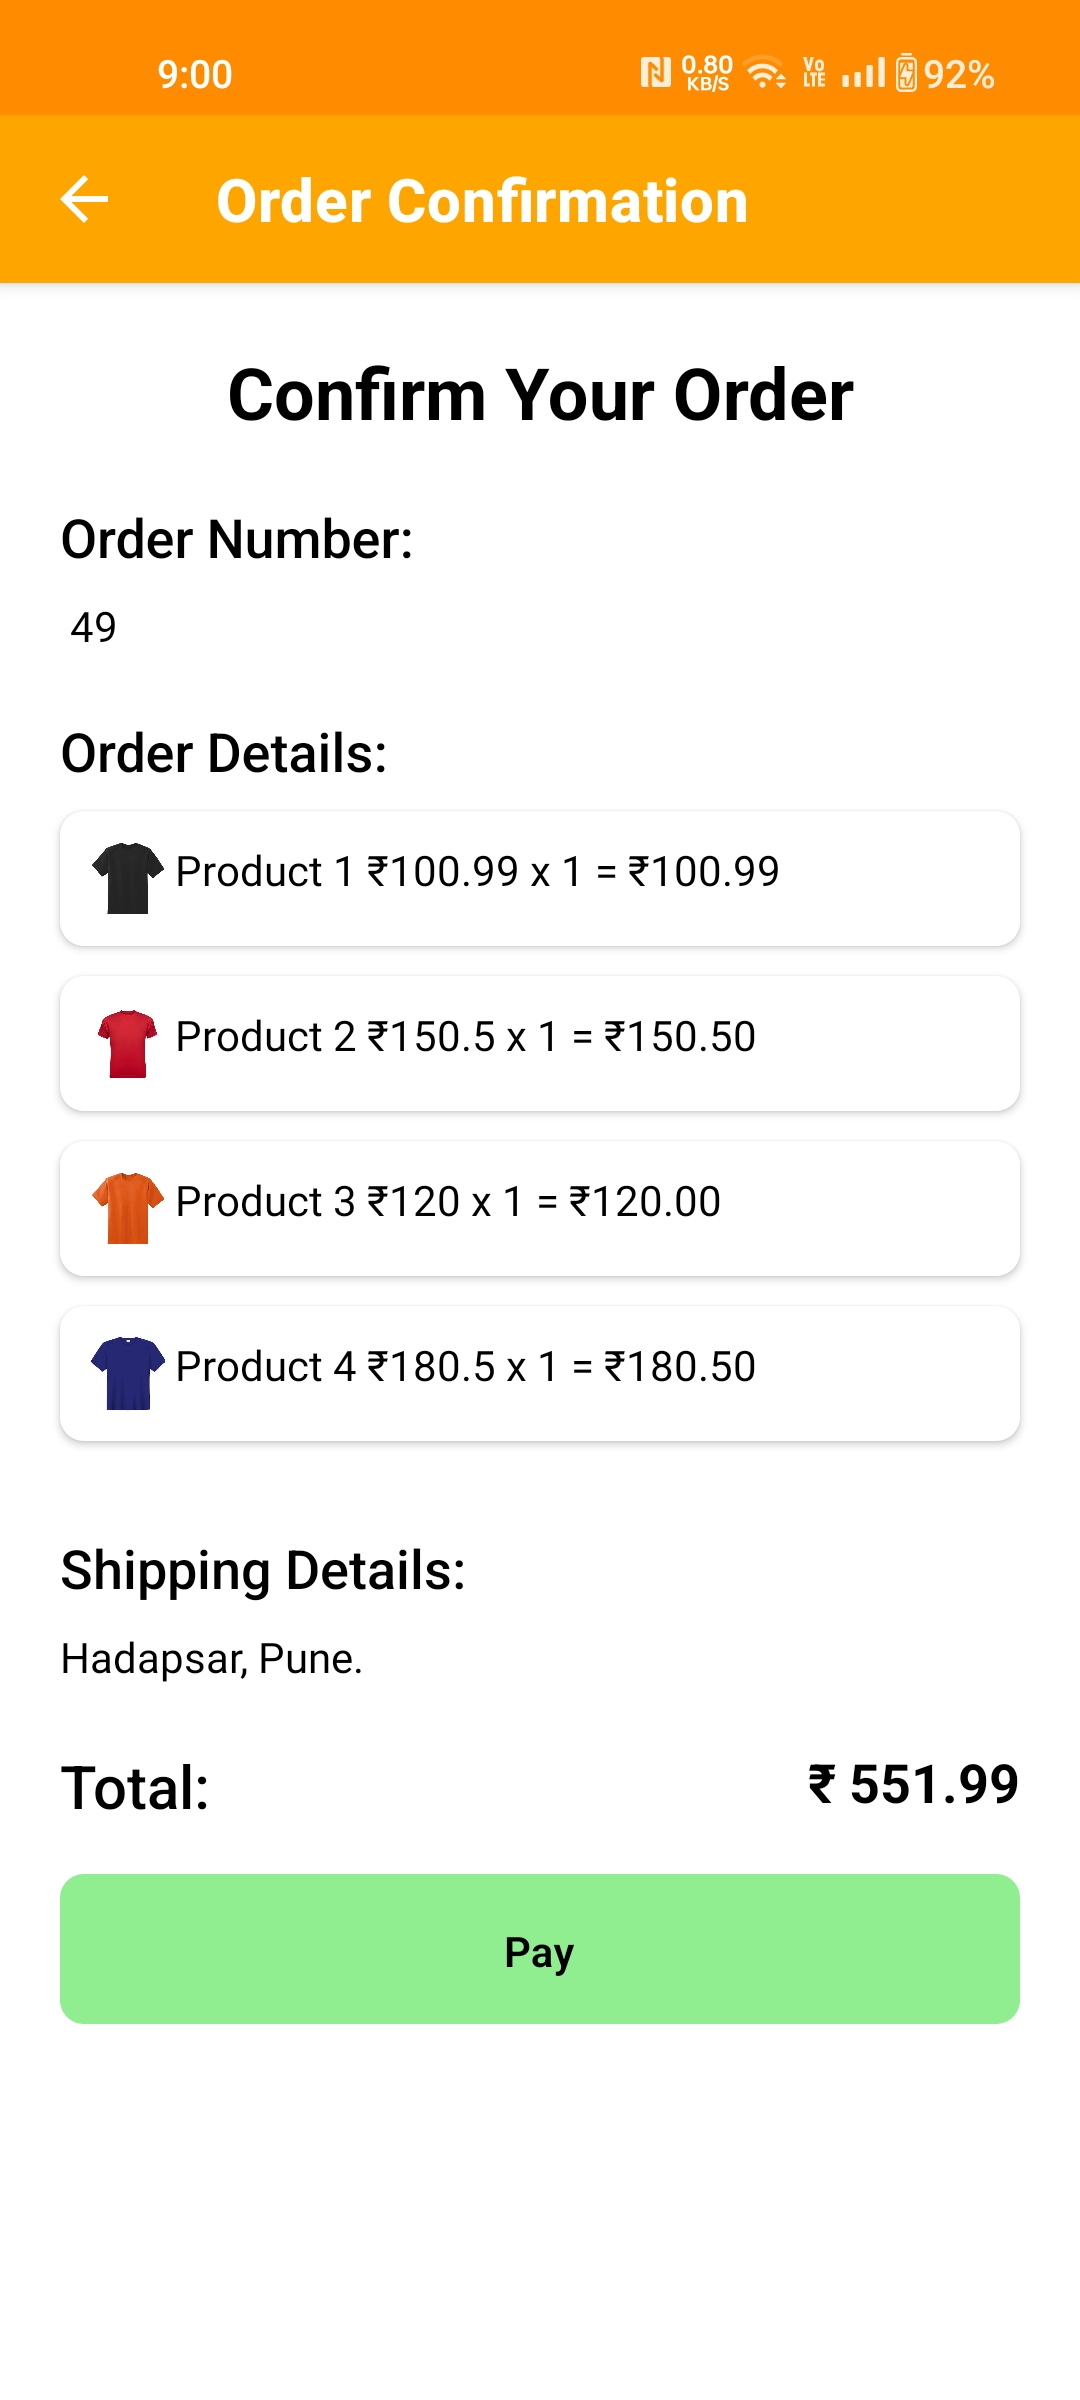 9:00 0.80 KB/S Vo LTE 92%
Order Confirmation
Confirm Your Order
Order Number:
49
Order Details:
Product 1 ₹100.99 x 1 = ₹100.99
Product 2 ₹150.5 x 1 = ₹150.50
Product 3 ₹120 x 1 = ₹120.00
Product 4 ₹180.5 x 1 = ₹180.50
Shipping Details:
Hadapsar, Pune.
Total: ₹ 551.99
Pay